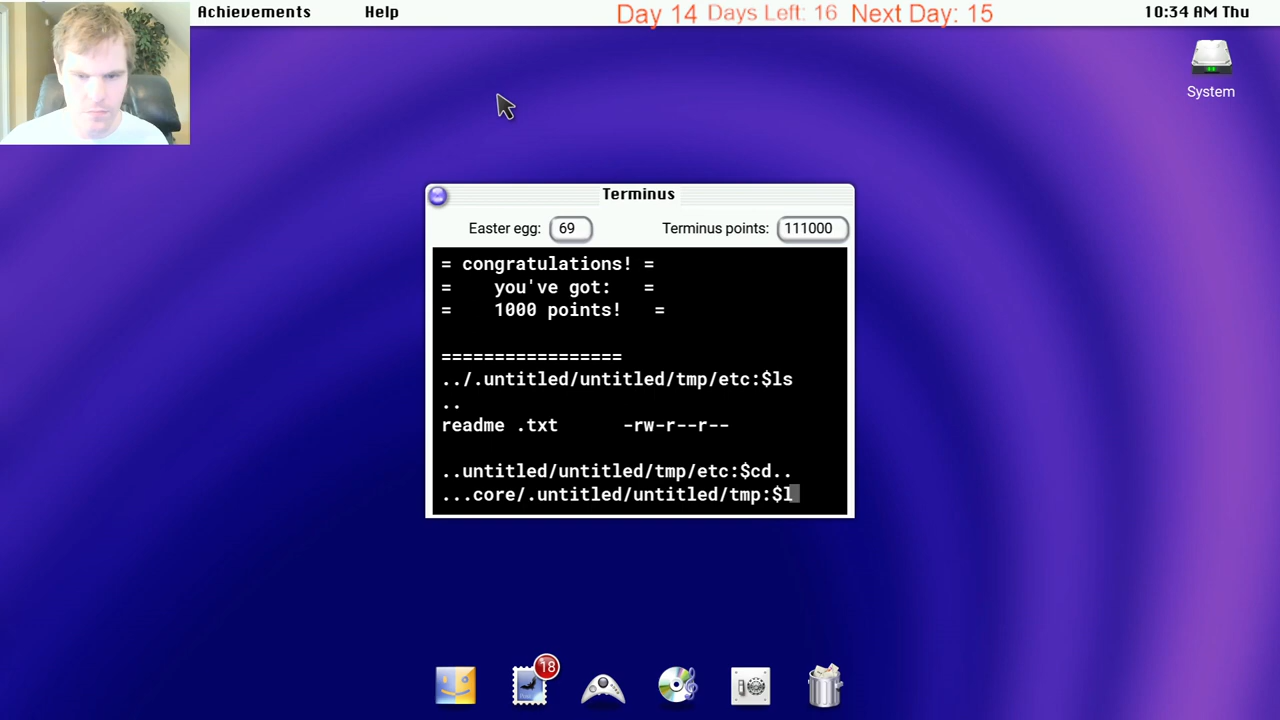 Achievements Help Day 14 Days Left: 16 Next Day: 15 10:34 AM Thu
System
Terminus
Easter egg: 69 Terminus points: 111000
= congratulations! =
= you've got: =
= 1000 points! =
=================
../.untitled/untitled/tmp/etc:$ls
..
readme .txt -rw-r--r--
..untitled/untitled/tmp/etc:$cd..
...core/.untitled/untitled/tmp:$l
18